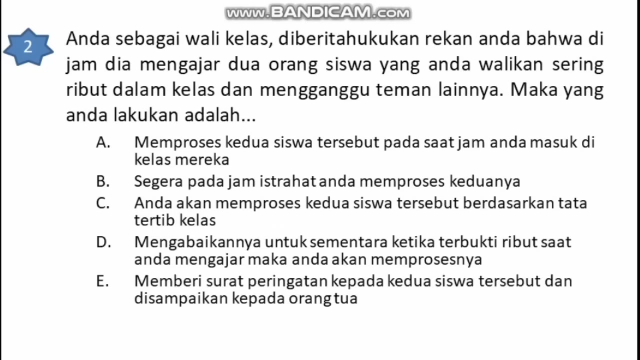 www.BANDICAM.com
2
Anda sebagai wali kelas, diberitahukukan rekan anda bahwa di
jam dia mengajar dua orang siswa yang anda walikan sering
ribut dalam kelas dan mengganggu teman lainnya. Maka yang
anda lakukan adalah...
A. Memproses kedua siswa tersebut pada saat jam anda masuk di
kelas mereka
B. Segera pada jam istrahat anda memproses keduanya
C. Anda akan memproses kedua siswa tersebut berdasarkan tata
tertib kelas
D. Mengabaikannya untuk sementara ketika terbukti ribut saat
anda mengajar maka anda akan memprosesnya
E. Memberi surat peringatan kepada kedua siswa tersebut dan
disampaikan kepada orang tua